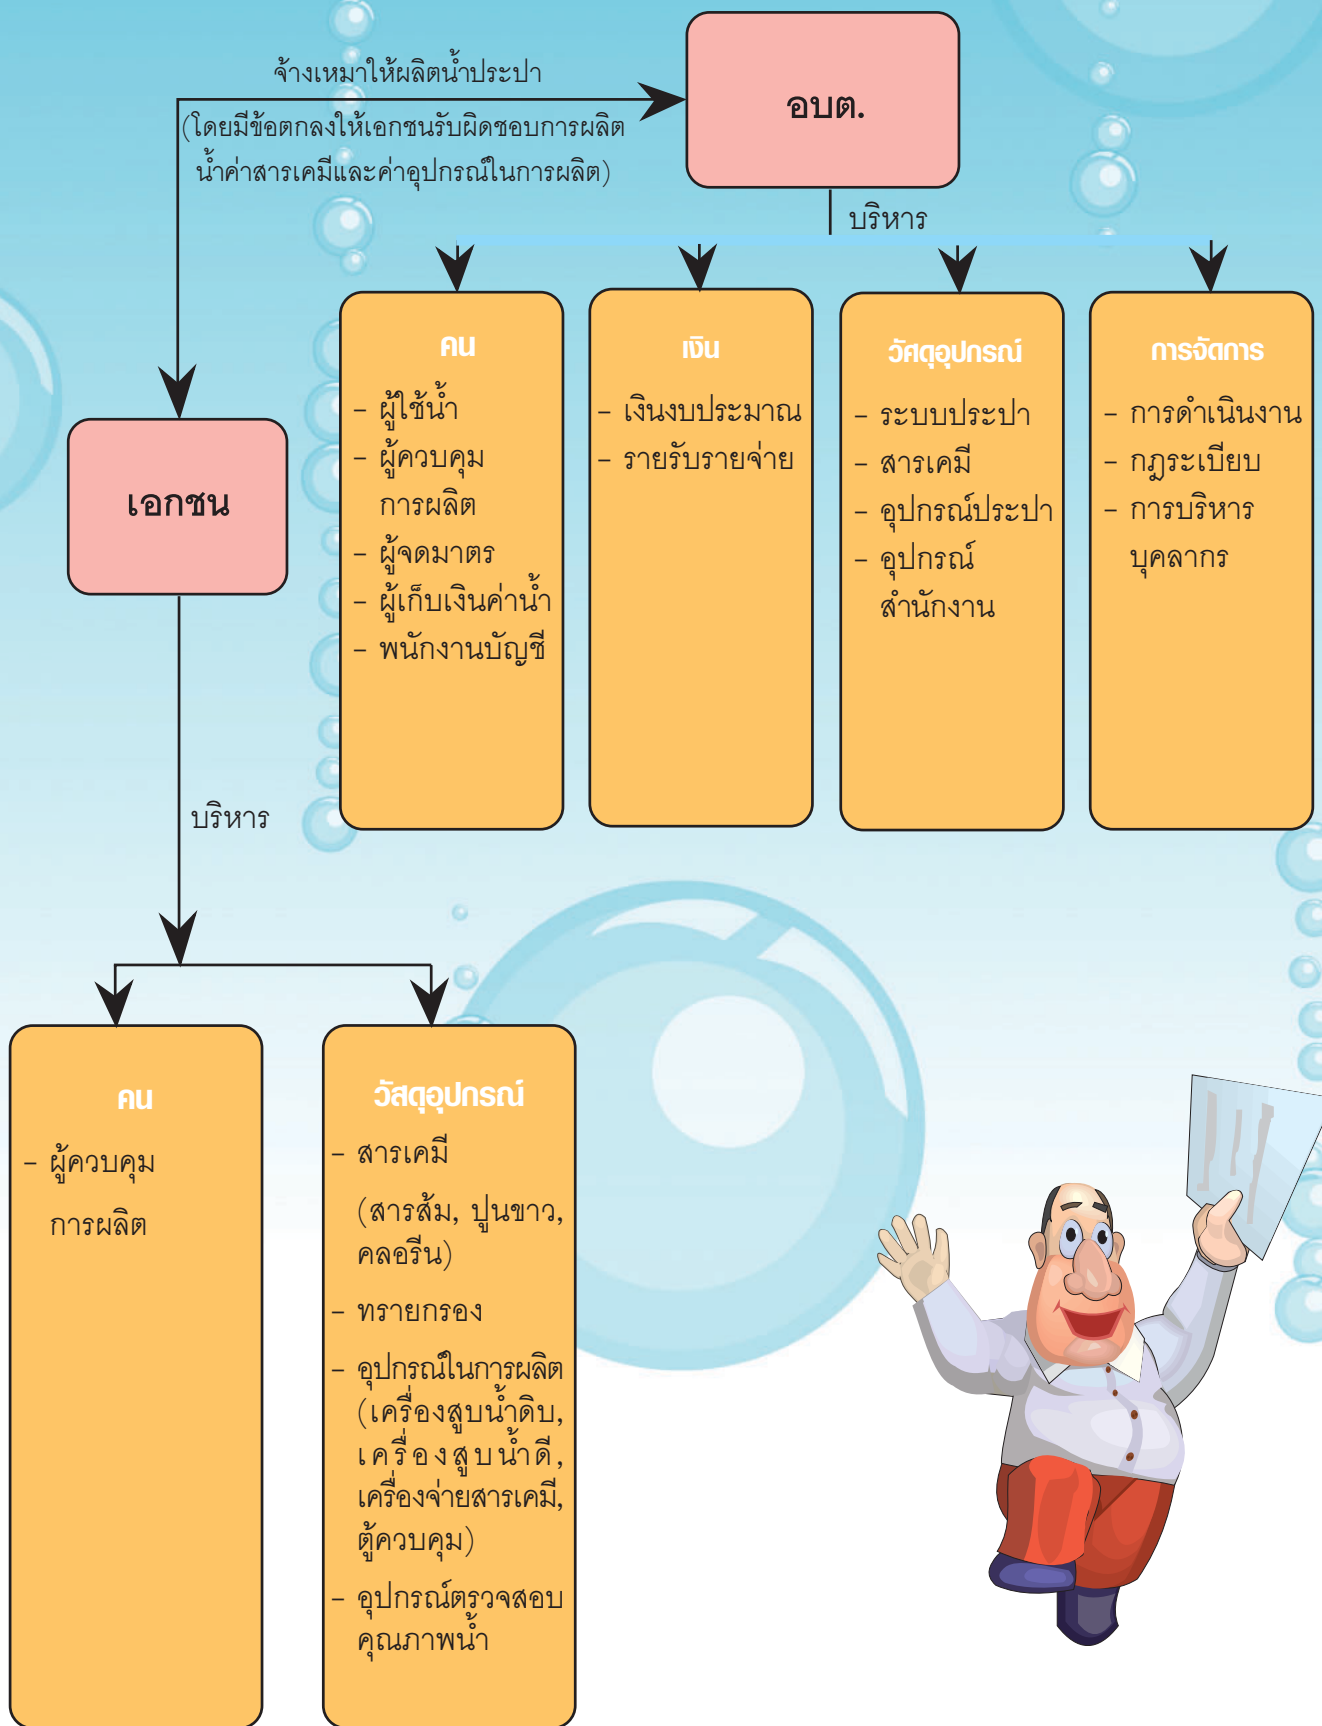 อบต.
จ้างเหมาให้ผลิตน้ำประปา
(โดยมีข้อตกลงให้เอกชนรับผิดชอบการผลิต
น้ำค่าสารเคมีและค่าอุปกรณ์ในการผลิต)
บริหาร
คน
- ผู้ใช้น้ำ
- ผู้ควบคุม
การผลิต
- ผู้จดมาตร
- ผู้เก็บเงินค่าน้ำ
- พนักงานบัญชี
เงิน
- เงินงบประมาณ
- รายรับรายจ่าย
วัศดุอุปกรณ์
- ระบบประปา
- สารเคมี
- อุปกรณ์ประปา
- อุปกรณ์
สำนักงาน
การจัดการ
- การดำเนินงาน
- กฎระเบียบ
- การบริหาร
บุคลากร
เอกชน
บริหาร
คน
- ผู้ควบคุม
การผลิต
วัสดุอุปกรณ์
- สารเคมี
(สารส้ม, ปูนขาว,
คลอรีน)
- ทรายกรอง
- อุปกรณ์ในการผลิต
(เครื่องสูบน้ำดิบ,
เครื่องสูบน้ำดี,
เครื่องจ่ายสารเคมี,
ตู้ควบคุม)
- อุปกรณ์ตรวจสอบ
คุณภาพน้ำ